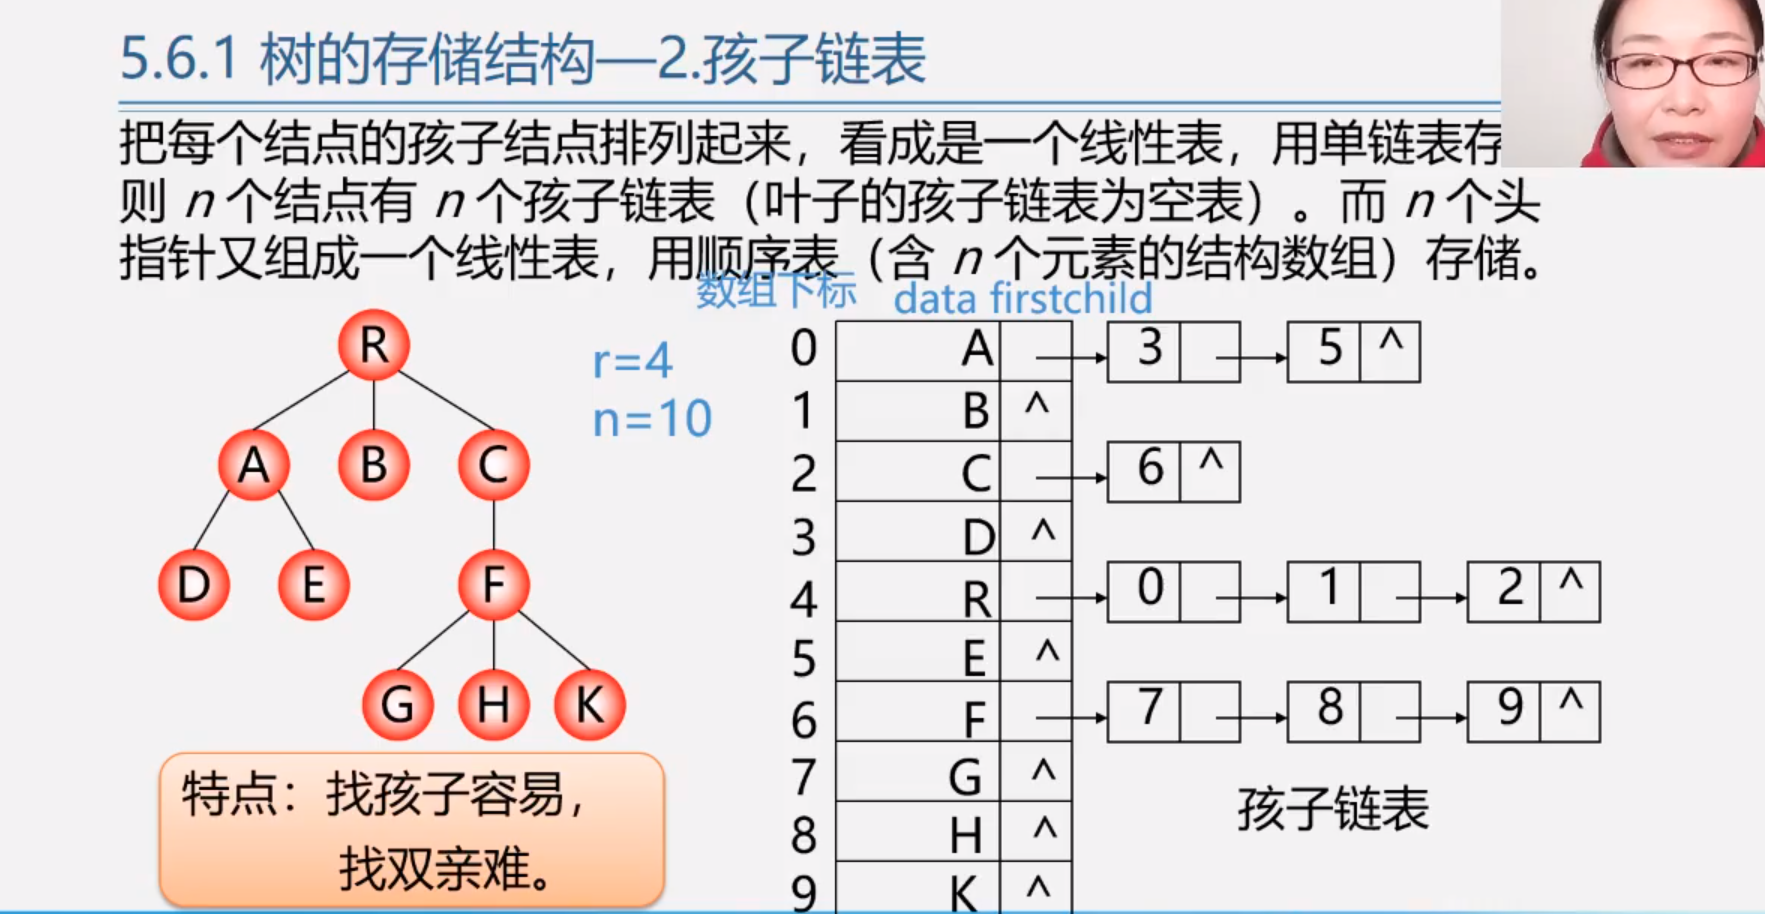 5.6.1 树的存储结构—2.孩子链表
把每个结点的孩子结点排列起来，看成是一个线性表，用单链表存
则 n 个结点有 n 个孩子链表（叶子的孩子链表为空表）。而 n 个头
指针又组成一个线性表，用顺序表（含 n 个元素的结构数组）存储。
数组下标 data firstchild
R
A B C
D E F
G H K
r=4
n=10
0 A 3 5 ^
1 B ^
2 C 6 ^
3 D ^
4 R 0 1 2 ^
5 E ^
6 F 7 8 9 ^
7 G ^
8 H ^
9 K ^
孩子链表
特点：找孩子容易，
找双亲难。